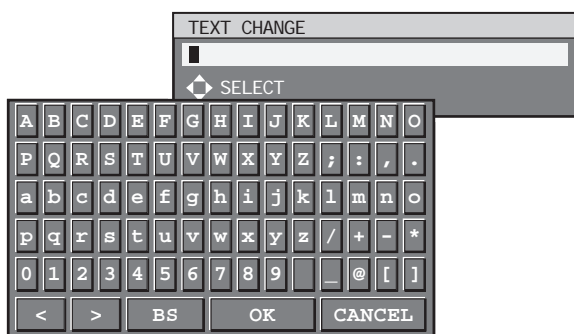 TEXT CHANGE
SELECT
A B C D E F G H I J K L M N O
P Q R S T U V W X Y Z ; : , .
a b c d e f g h i j k l m n o
p q r s t u v w x y z / + - *
0 1 2 3 4 5 6 7 8 9 _ @ [ ]
< > BS OK CANCEL